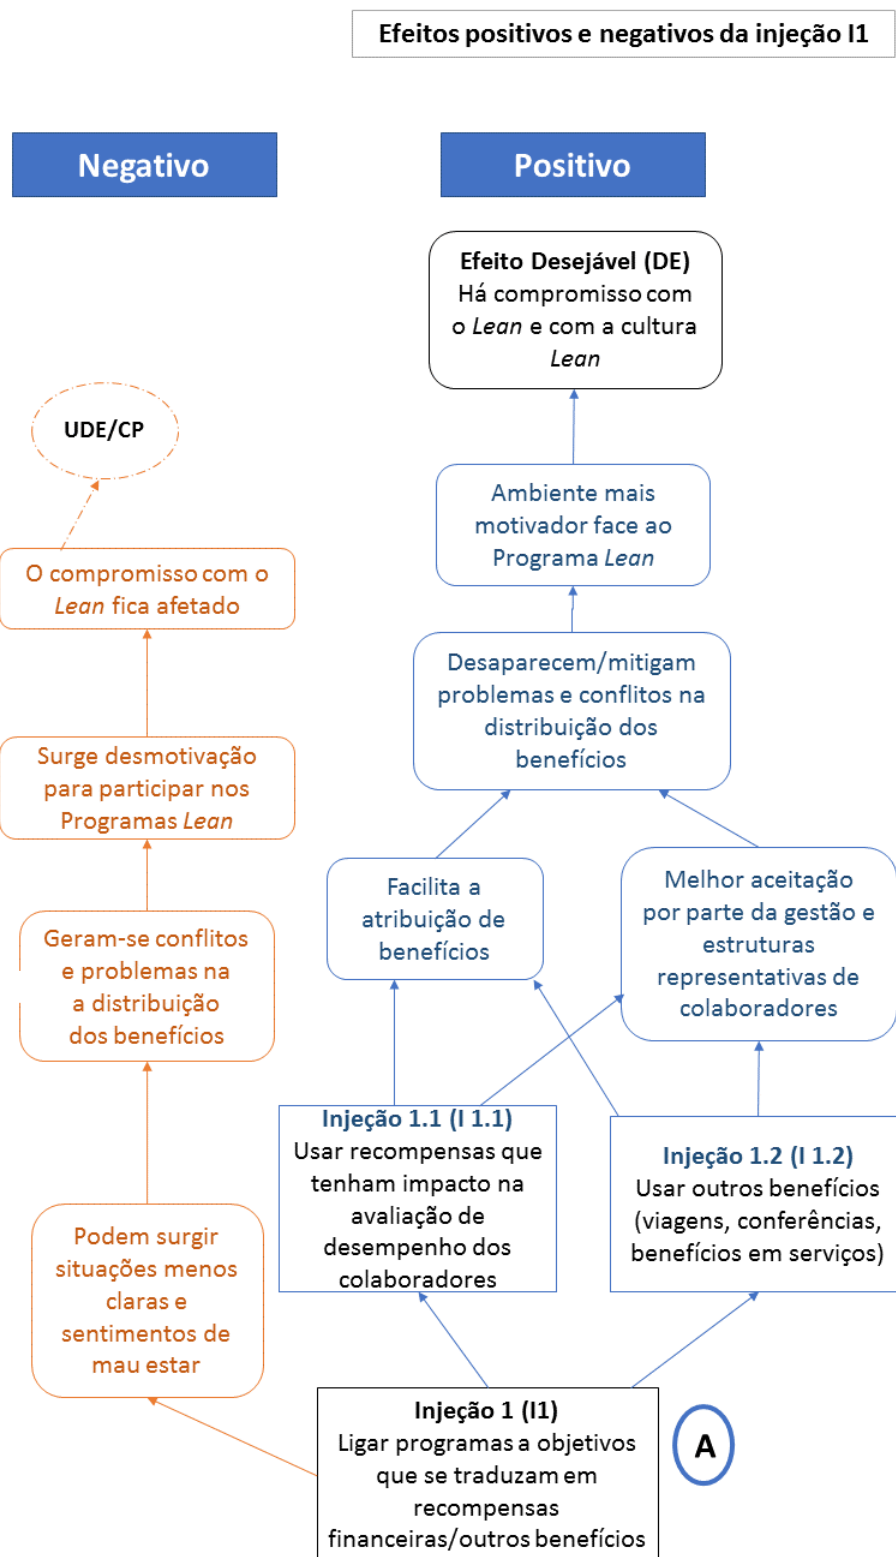 Efeitos positivos e negativos da injeção I1
Negativo
Positivo
Efeito Desejável (DE)
Há compromisso com
o Lean e com a cultura
Lean
UDE/CP
Ambiente mais
motivador face ao
Programa Lean
O compromisso com o
Lean fica afetado
Desaparecem/mitigam
problemas e conflitos na
distribuição dos
benefícios
Surge desmotivação
para participar nos
Programas Lean
Facilita a
atribuição de
benefícios
Melhor aceitação
por parte da gestão e
estruturas
representativas de
colaboradores
Geram-se conflitos
e problemas na
a distribuição
dos benefícios
Injeção 1.1 (I 1.1)
Usar recompensas que
tenham impacto na
avaliação de
desempenho dos
colaboradores
Injeção 1.2 (I 1.2)
Usar outros benefícios
(viagens, conferências,
benefícios em serviços)
Podem surgir
situações menos
claras e
sentimentos de
mau estar
Injeção 1 (I1)
Ligar programas a objetivos
que se traduzam em
recompensas
financeiras/outros benefícios
A